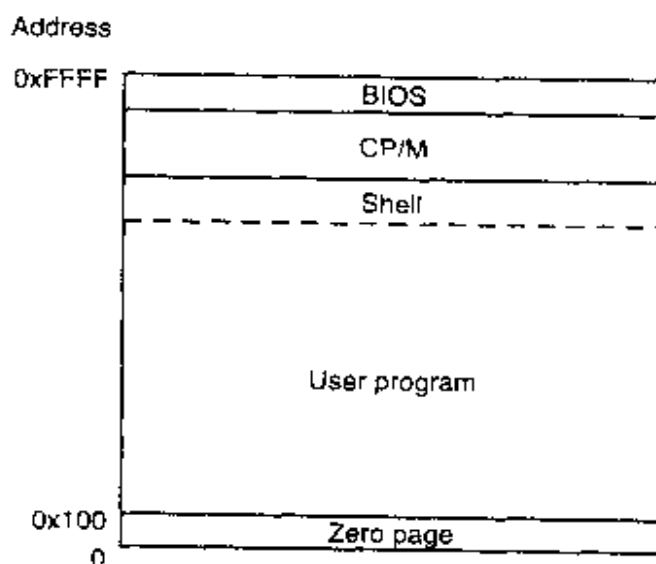 Address
0xFFFF
BIOS
CP/M
Shell
User program
0x100
Zero page
0